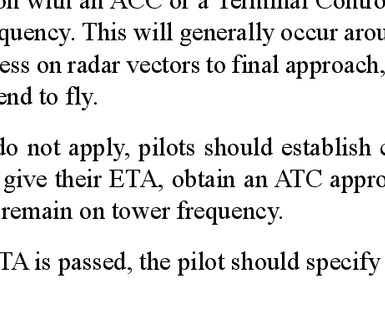 with an ACC or a Terminal Contro
quency. This will generally occur arou
ess on radar vectors to final approach,
end to fly.
do not apply, pilots should establish
give their ETA, obtain an ATC appro
remain on tower frequency.
TA is passed, the pilot should specify